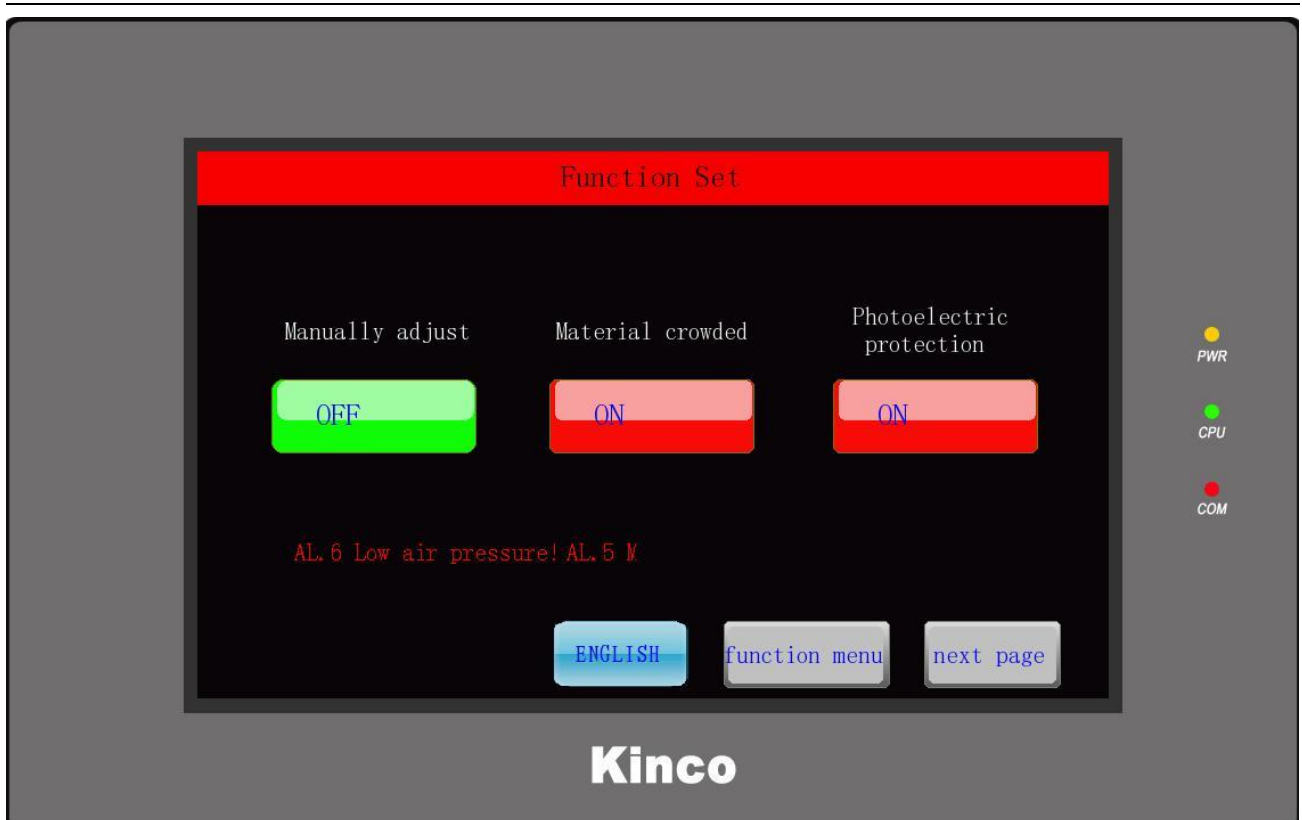 Function Set
Manually adjust
Material crowded
Photoelectric
protection
OFF
ON
ON
PWR
CPU
COM
AL.6 Low air pressure! AL.5 M
ENGLISH
function menu
next page
Kinco